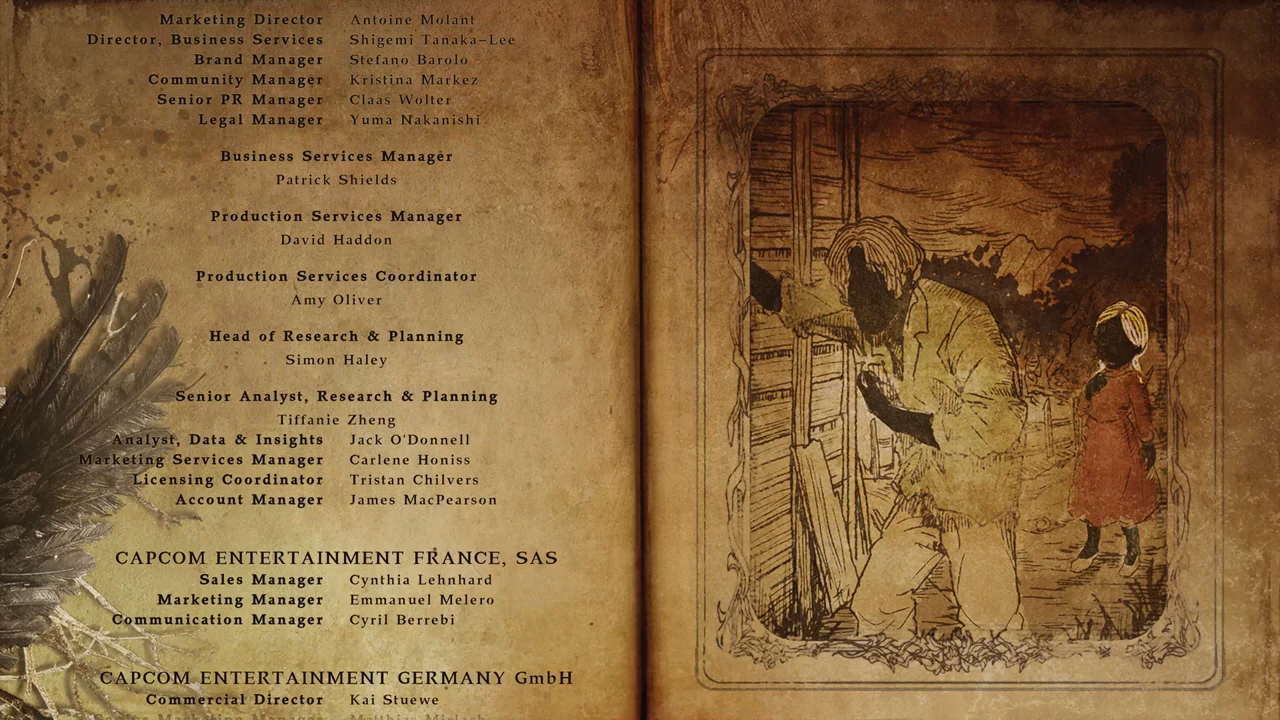 Marketing Director Antoine Molant
Director, Business Services Shigemi Tanaka-Lee
Brand Manager Stefano Barolo
Community Manager Kristina Markez
Senior PR Manager Claas Wolter
Legal Manager Yuma Nakanishi
Business Services Manager
Patrick Shields
Production Services Manager
David Haddon
Production Services Coordinator
Amy Oliver
Head of Research & Planning
Simon Haley
Senior Analyst, Research & Planning
Tiffanie Zheng
Analyst, Data & Insights Jack O'Donnell
Marketing Services Manager Carlene Honiss
Licensing Coordinator Tristan Chilvers
Account Manager James MacPearson
CAPCOM ENTERTAINMENT FRANCE, SAS
Sales Manager Cynthia Lehnhard
Marketing Manager Emmanuel Melero
Communication Manager Cyril Berrebi
CAPCOM ENTERTAINMENT GERMANY GmbH
Commercial Director Kai Stuewe
Marketing Manager